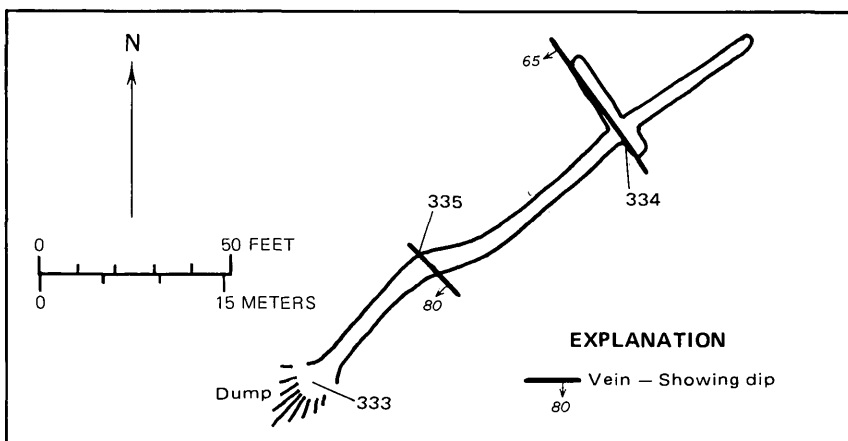 N
65
334
335
0 50 FEET
0 15 METERS
80
EXPLANATION
Vein — Showing dip
80
Dump
333